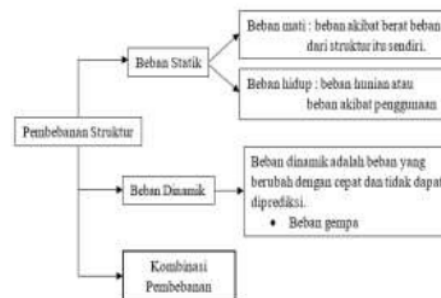 Beban mati : beban akibat berat beban
dari struktur itu sendiri.
Beban Statik
Beban hidup : beban hunian atau
beban akibat penggunaan
Pembebanan Struktur
Beban dinamik adalah beban yang
berubah dengan cepat dan tidak dapat
diprediksi.
• Beban gempa
Beban Dinamik
Kombinasi
Pembebanan